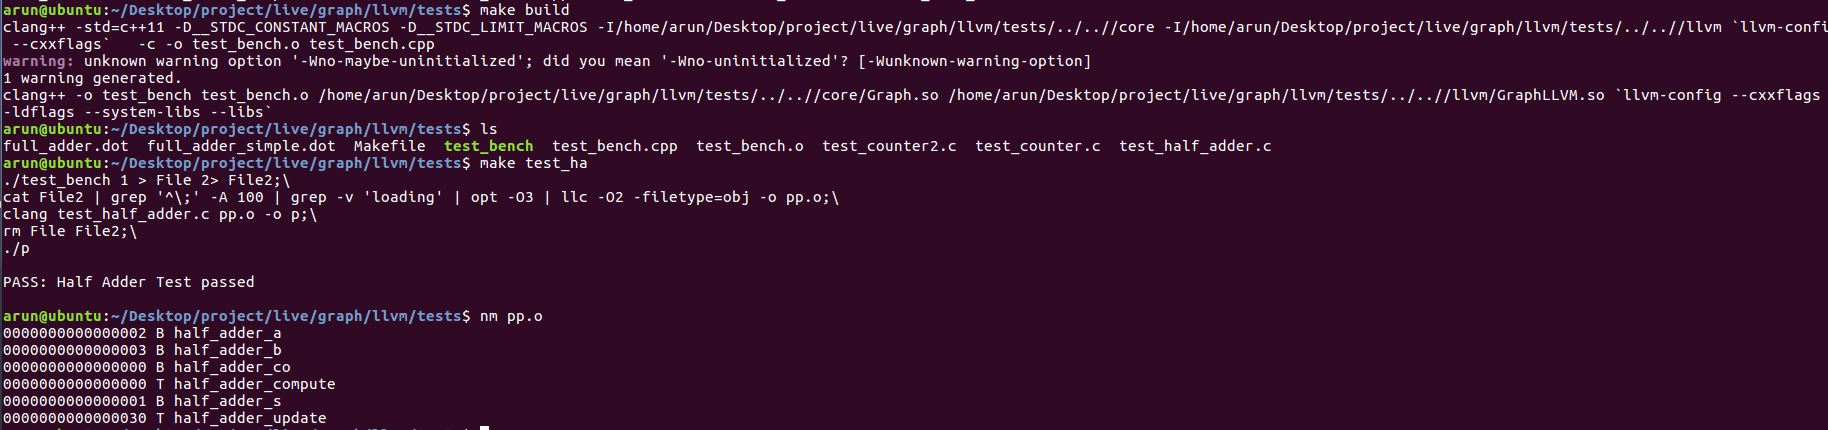 arun@ubuntu:~/Desktop/project/live/graph/llvm/tests$ make build
clang++ -std=c++11 -D__STDC_CONSTANT_MACROS -D__STDC_LIMIT_MACROS -I/home/arun/Desktop/project/live/graph/llvm/tests/../..//core -I/home/arun/Desktop/project/live/graph/llvm/tests/../..//llvm `llvm-confi
 --cxxflags`   -c -o test_bench.o test_bench.cpp
warning: unknown warning option '-Wno-maybe-uninitialized'; did you mean '-Wno-uninitialized'? [-Wunknown-warning-option]
1 warning generated.
clang++ -o test_bench test_bench.o /home/arun/Desktop/project/live/graph/llvm/tests/../..//core/Graph.so /home/arun/Desktop/project/live/graph/llvm/tests/../..//llvm/GraphLLVM.so `llvm-config --cxxflags
-ldflags --system-libs --libs`
arun@ubuntu:~/Desktop/project/live/graph/llvm/tests$ ls
full_adder.dot  full_adder_simple.dot  Makefile  test_bench  test_bench.cpp  test_bench.o  test_counter2.c  test_counter.c  test_half_adder.c
arun@ubuntu:~/Desktop/project/live/graph/llvm/tests$ make test_ha
./test_bench 1 > File 2> File2;\
cat File2 | grep '^\;' -A 100 | grep -v 'loading' | opt -O3 | llc -O2 -filetype=obj -o pp.o;\
clang test_half_adder.c pp.o -o p;\
rm File File2;\
./p
PASS: Half Adder Test passed
arun@ubuntu:~/Desktop/project/live/graph/llvm/tests$ nm pp.o
0000000000000002 B half_adder_a
0000000000000003 B half_adder_b
0000000000000000 B half_adder_co
0000000000000000 T half_adder_compute
0000000000000001 B half_adder_s
0000000000000030 T half_adder_update